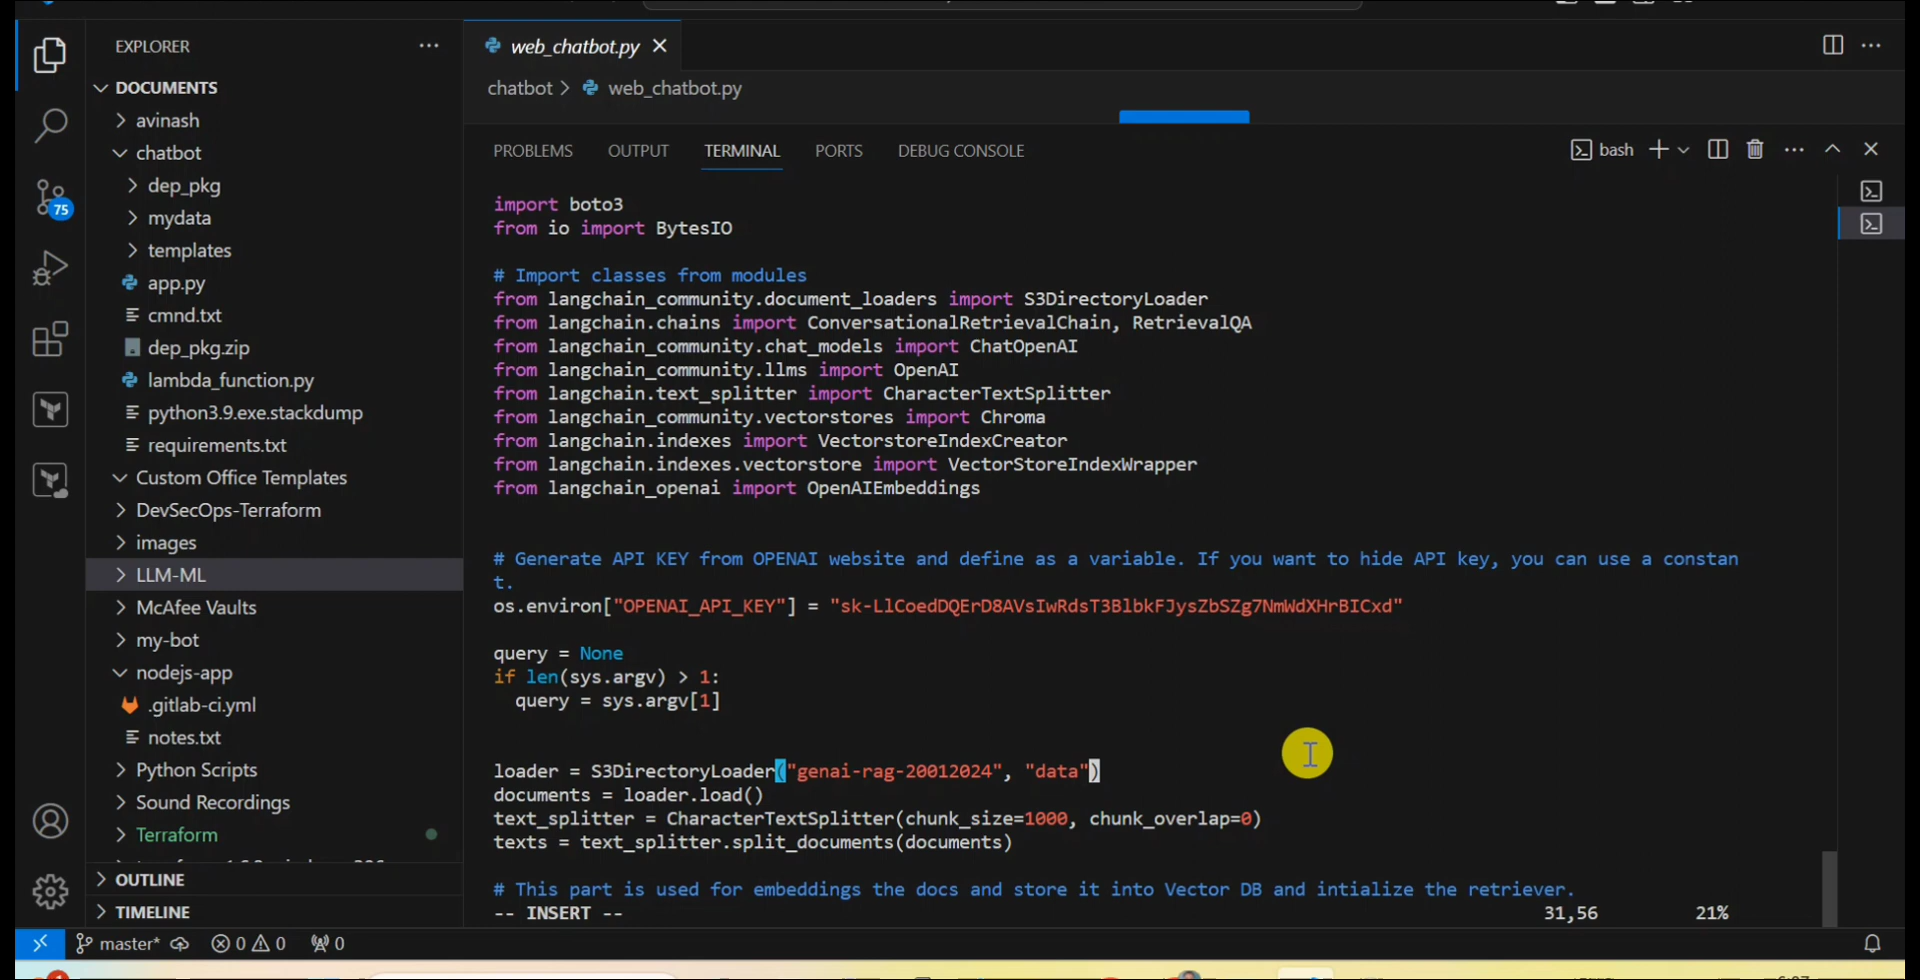 EXPLORER
DOCUMENTS
avinash
chatbot
dep_pkg
mydata
templates
app.py
cmnd.txt
dep_pkg.zip
lambda_function.py
python3.9.exe.stackdump
requirements.txt
Custom Office Templates
DevSecOps-Terraform
images
LLM-ML
McAfee Vaults
my-bot
nodejs-app
.gitlab-ci.yml
notes.txt
Python Scripts
Sound Recordings
Terraform
OUTLINE
TIMELINE
75
web_chatbot.py
chatbot > web_chatbot.py
PROBLEMS OUTPUT TERMINAL PORTS DEBUG CONSOLE
bash
import boto3
from io import BytesIO
# Import classes from modules
from langchain_community.document_loaders import S3DirectoryLoader
from langchain.chains import ConversationalRetrievalChain, RetrievalQA
from langchain_community.chat_models import ChatOpenAI
from langchain_community.llms import OpenAI
from langchain.text_splitter import CharacterTextSplitter
from langchain_community.vectorstores import Chroma
from langchain.indexes import VectorstoreIndexCreator
from langchain.indexes.vectorstore import VectorStoreIndexWrapper
from langchain_openai import OpenAIEmbeddings
# Generate API KEY from OPENAI website and define as a variable. If you want to hide API key, you can use a constan
t.
os.environ["OPENAI_API_KEY"] = "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"
query = None
if len(sys.argv) > 1:
query = sys.argv[1]
loader = S3DirectoryLoader("genai-rag-20012024", "data")
documents = loader.load()
text_splitter = CharacterTextSplitter(chunk_size=1000, chunk_overlap=0)
texts = text_splitter.split_documents(documents)
# This part is used for embeddings the docs and store it into Vector DB and intialize the retriever.
-- INSERT --
31,56
21%
master* 0 0 0